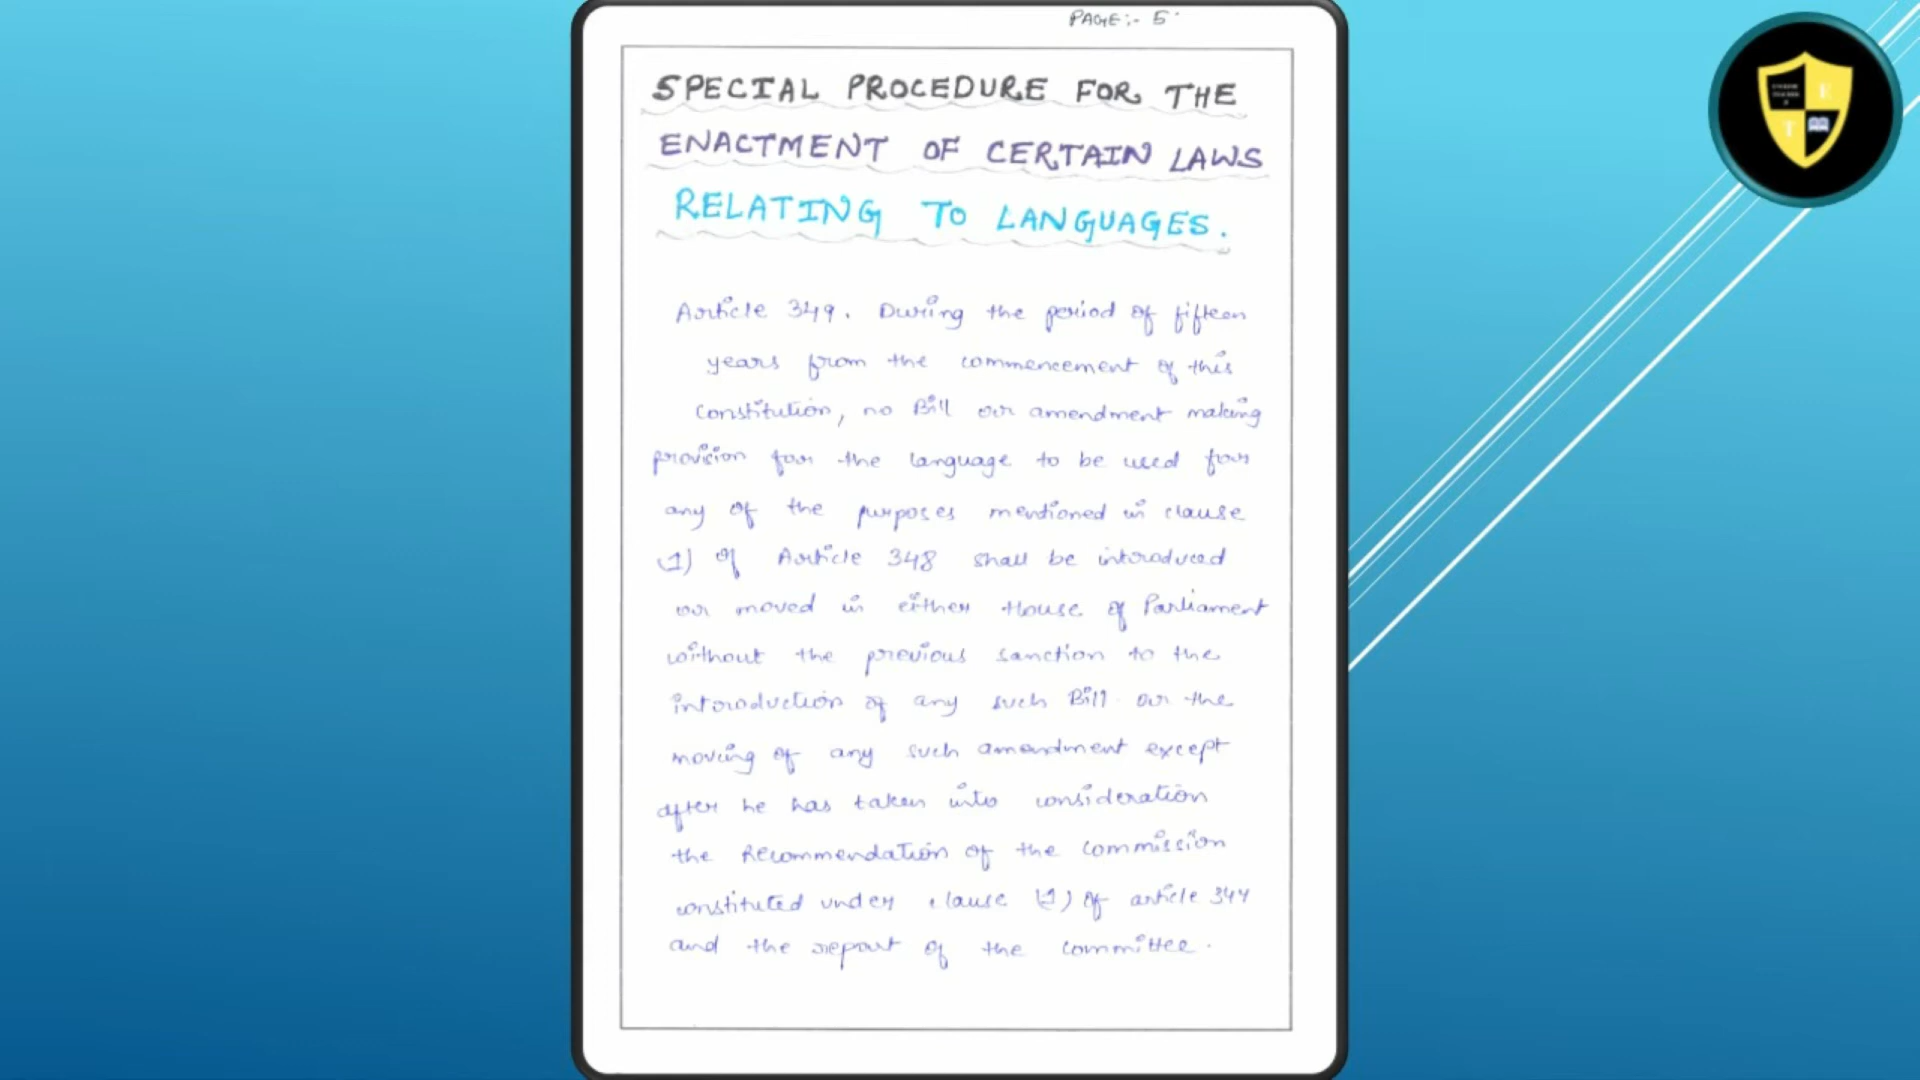 PAGE:- 5
SPECIAL PROCEDURE FOR THE
ENACTMENT OF CERTAIN LAWS
RELATING TO LANGUAGES.
Article 349. During the period of fifteen
years from the commencement of this
constitution, no Bill or amendment making
provision for the language to be used for
any of the purposes mentioned in clause
(1) of Article 348 shall be introduced
or moved in either House of Parliament
without the previous sanction to the
introduction of any such Bill or the
moving of any such amendment except
after he has taken into consideration
the Recommendation of the commission
constituted under clause (1) of article 344
and the report of the committee.
E
T